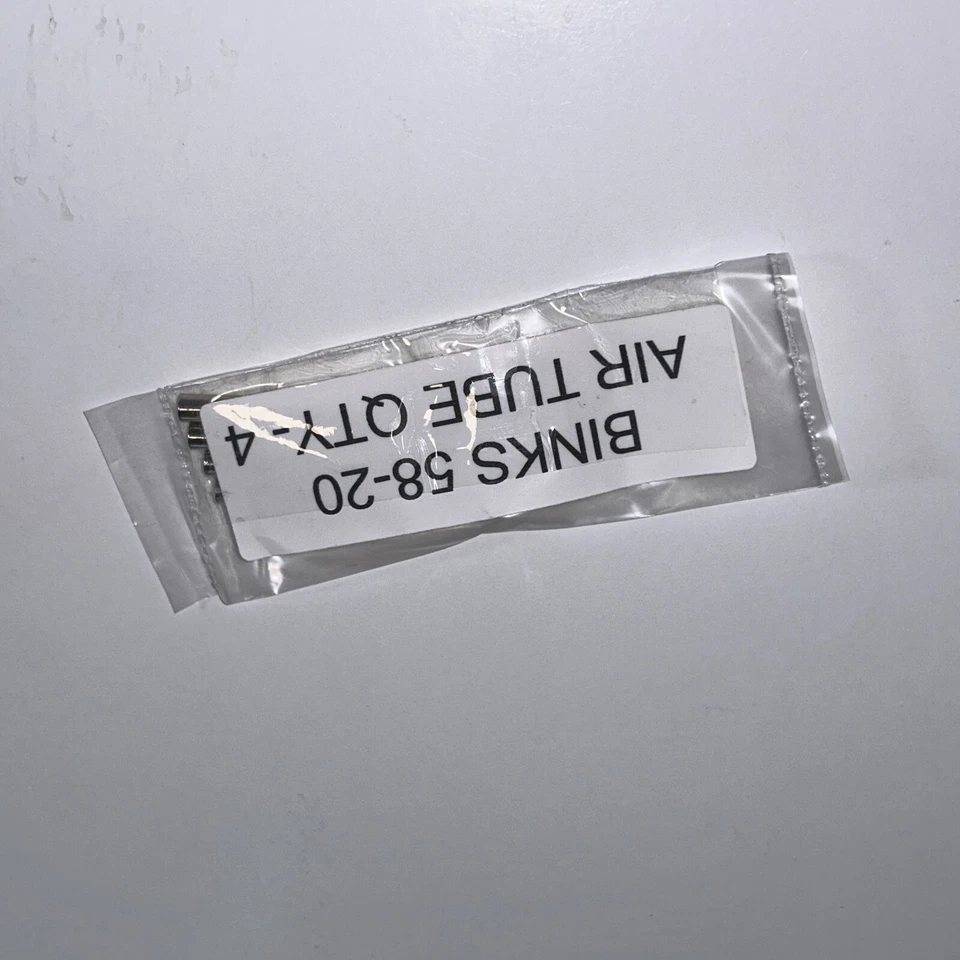 BINKS 58-20
AIR TUBE QTY-4